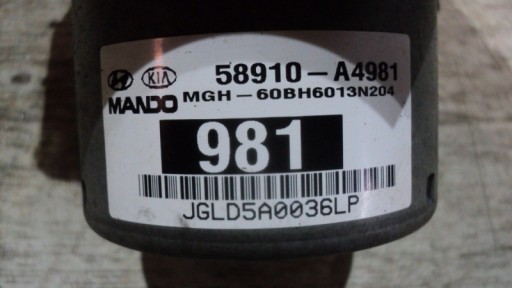 KIA 58910-A4981
MANDO MGH-60BH6013N204
981
JGLD5A0036LP